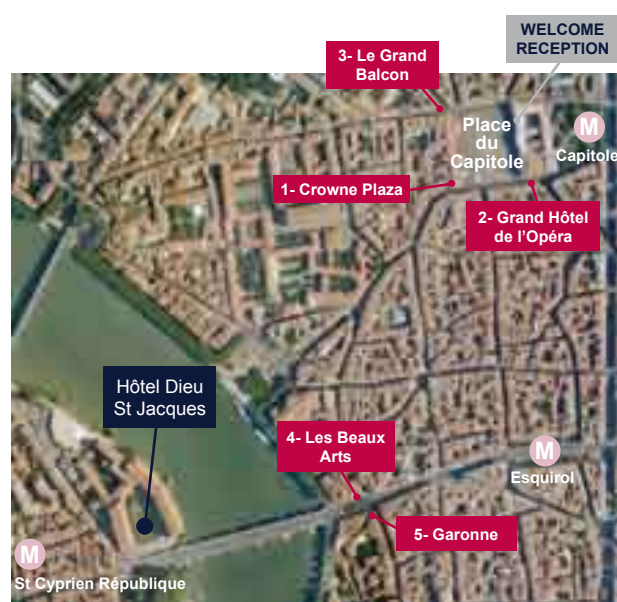 WELCOME
RECEPTION
3- Le Grand
Balcon
Place
du
Capitole
M
Capitole
1- Crowne Plaza
2- Grand Hôtel
de l'Opéra
Hôtel Dieu
St Jacques
4- Les Beaux
Arts
M
Esquirol
5- Garonne
M
St Cyprien République